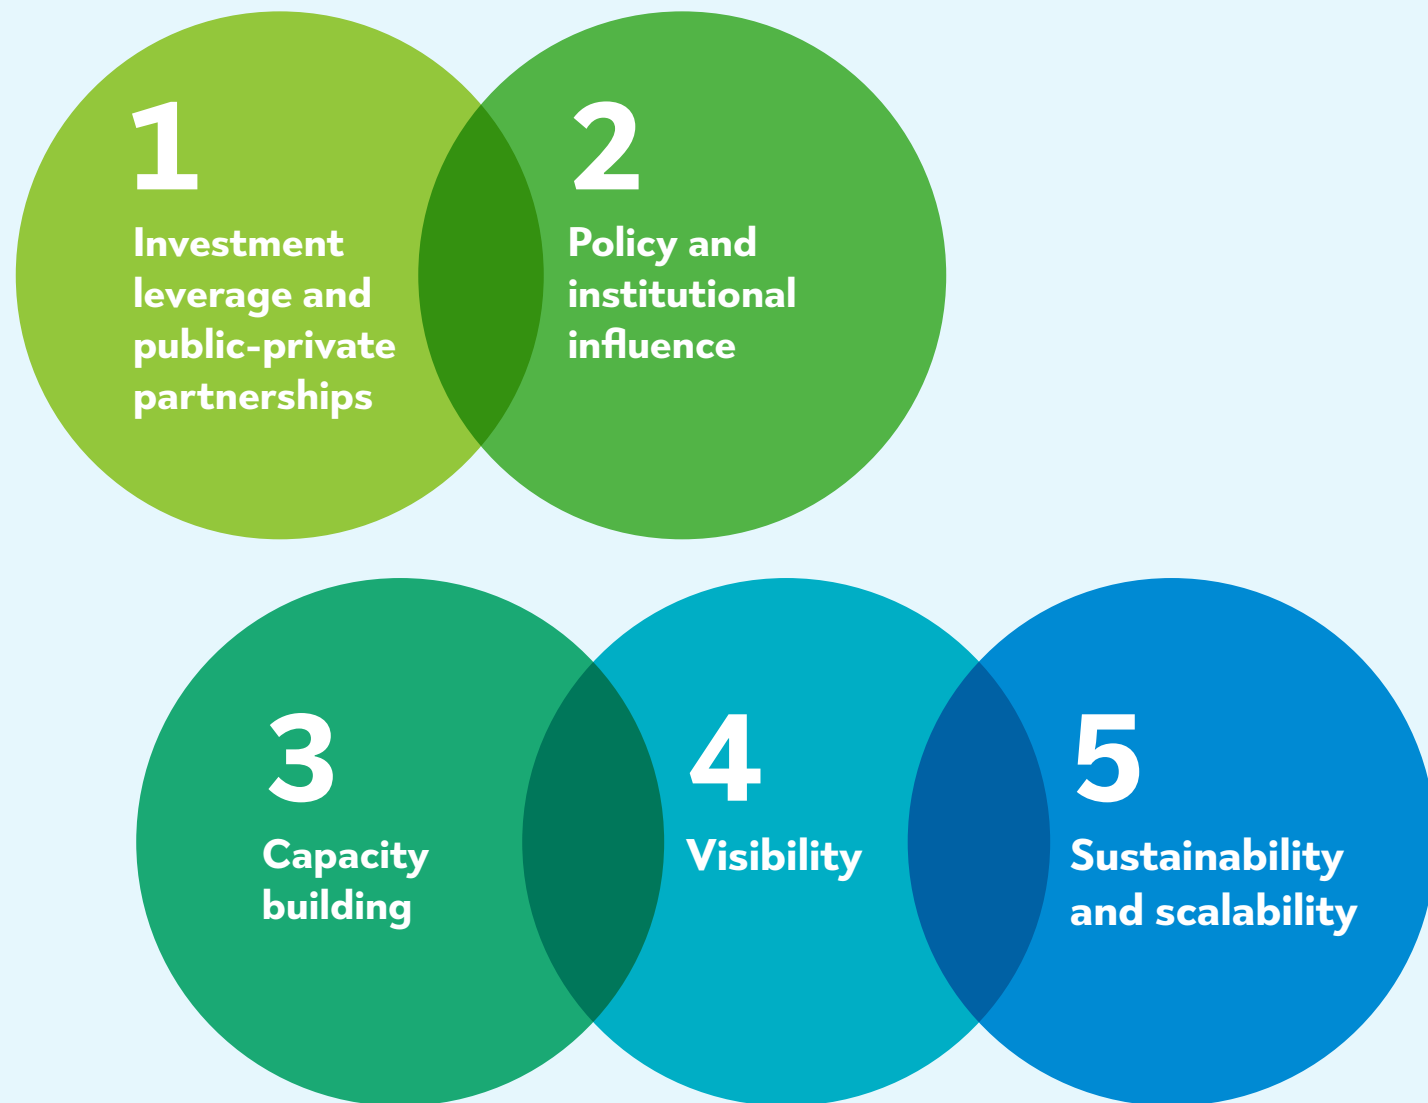 1
Investment
leverage and
public-private
partnerships
2
Policy and
institutional
influence
3
Capacity
building
4
Visibility
5
Sustainability
and scalability